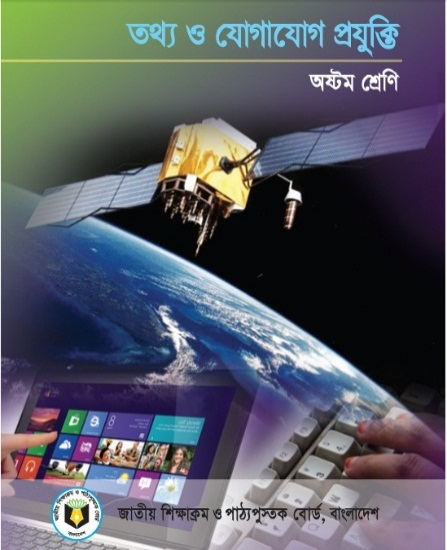 তথ্য ও যোগাযোগ প্রযুক্তি
অষ্টম শ্রেণি
জাতীয় শিক্ষাক্রম ও পাঠ্যপুস্তক বোর্ড, বাংলাদেশ